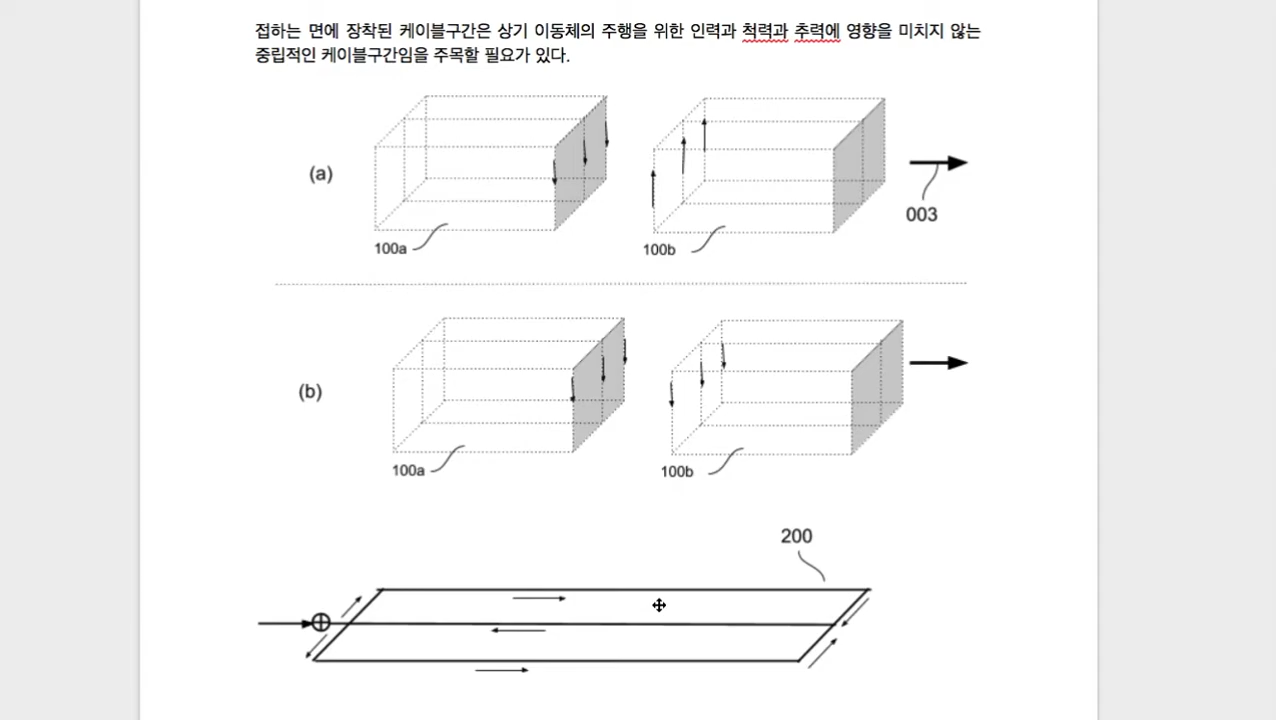 접하는 면에 장착된 케이블구간은 상기 이동체의 주행을 위한 인력과 척력과 추력에 영향을 미치지 않는
중립적인 케이블구간임을 주목할 필요가 있다.
(a)
003
100a
100b
(b)
100a
100b
200